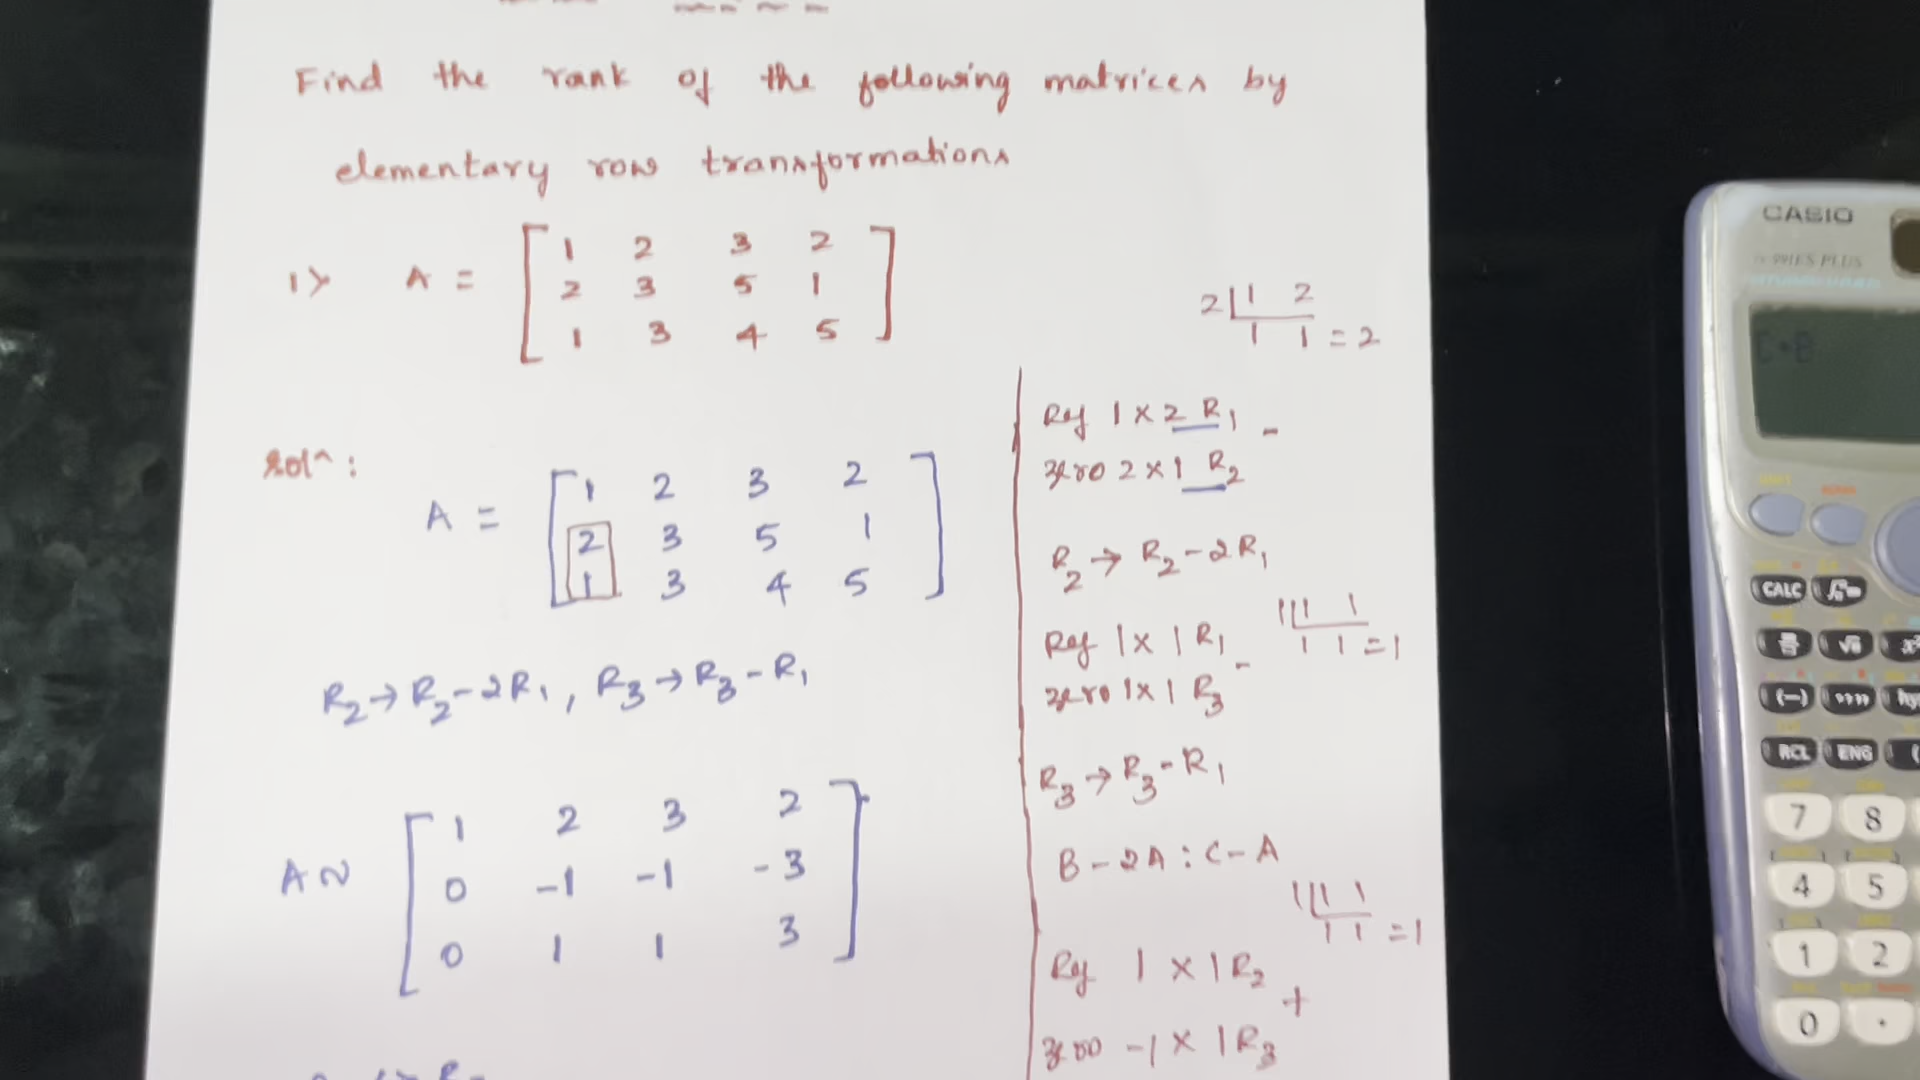 Find the rank of the following matrices by
elementary row transformations
1> A = [ 1 2 3 2
2 3 5 1
1 3 4 5 ]
2 1 2
1 1 = 2
soln :
A = [ 1 2 3 2
2 3 5 1
1 3 4 5 ]
R2 → R2 - 2R1 , R3 → R3 - R1
A ~ [ 1 2 3 2
0 -1 -1 -3
0 1 1 3 ]
Ref 1 × 2 R1 -
zero 2 × 1 R2
R2 → R2 - 2R1
1 1 1
1 1 = 1
Ref 1 × 1 R1 -
zero 1 × 1 R3
R3 → R3 - R1
B - 2A : C - A
1 1 1
1 1 = 1
Ref 1 × 1 R2 +
zero -1 × 1 R3
CASIO
C+B
CALC
(-)
hyp
RCL ENG (
7 8
4 5
1 2
0 .